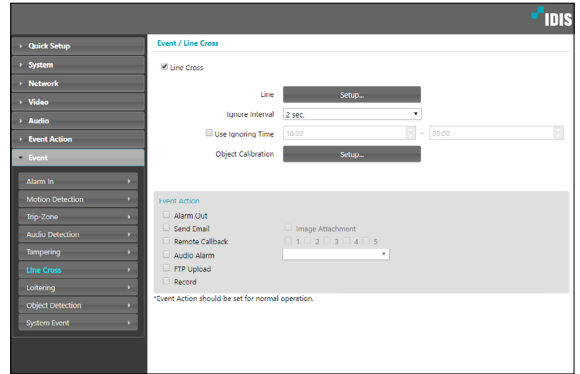 IDIS
Quick Setup
System
Network
Video
Audio
Event Action
Event
Alarm In
Motion Detection
Trip-Zone
Audio Detection
Tampering
Line Cross
Loitering
Object Detection
System Event
Event / Line Cross
Line Cross
Line Setup...
Ignore Interval 2 sec.
Use Ignoring Time 10:00 ~ 09:00
Object Calibration Setup...
Event Action
Alarm Out
Send Email Image Attachment
Remote Callback 1 2 3 4 5
Audio Alarm
FTP Upload
Record
*Event Action should be set for normal operation.